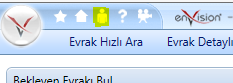 ?
enVision
Evrak Hızlı Ara Evrak Detaylı
Bekleyen Evrakı Bul